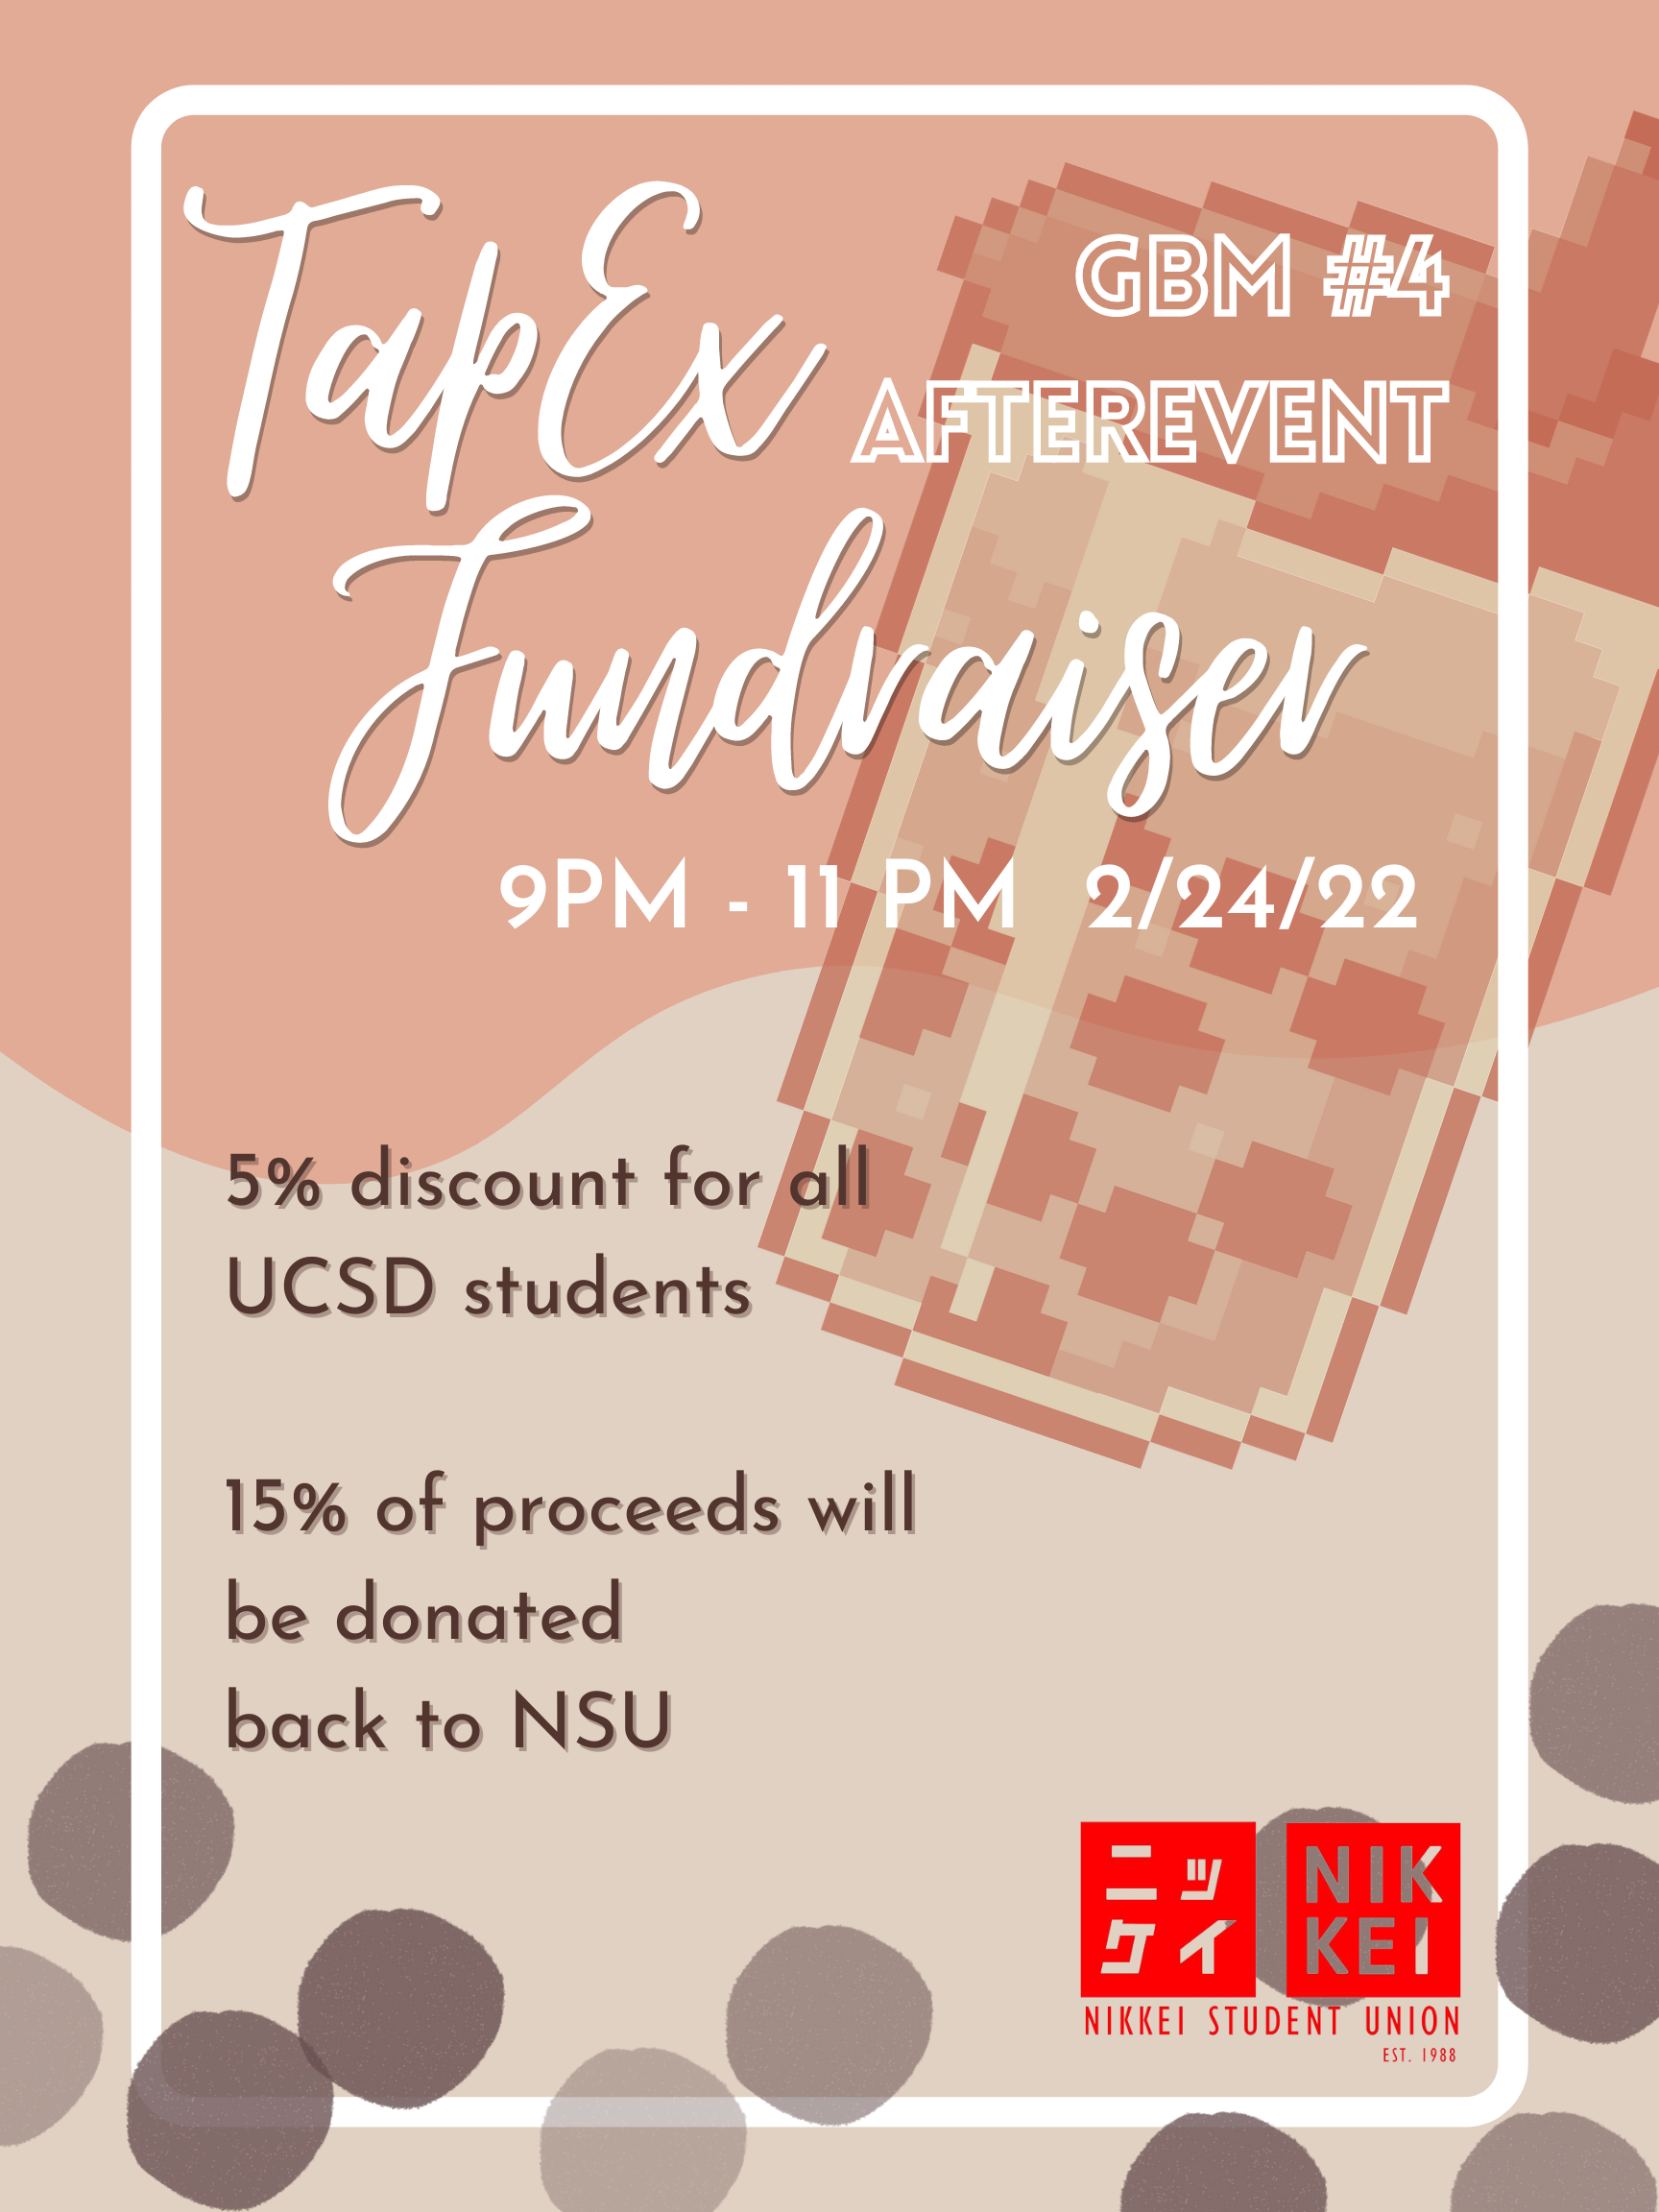 TapEx
GBM #4
AFTEREVENT
Fundraiser
9PM - 11 PM 2/24/22
5% discount for all
UCSD students
15% of proceeds will
be donated
back to NSU
ニッ
ケイ
NIK
KEI
NIKKEI STUDENT UNION
EST. 1988